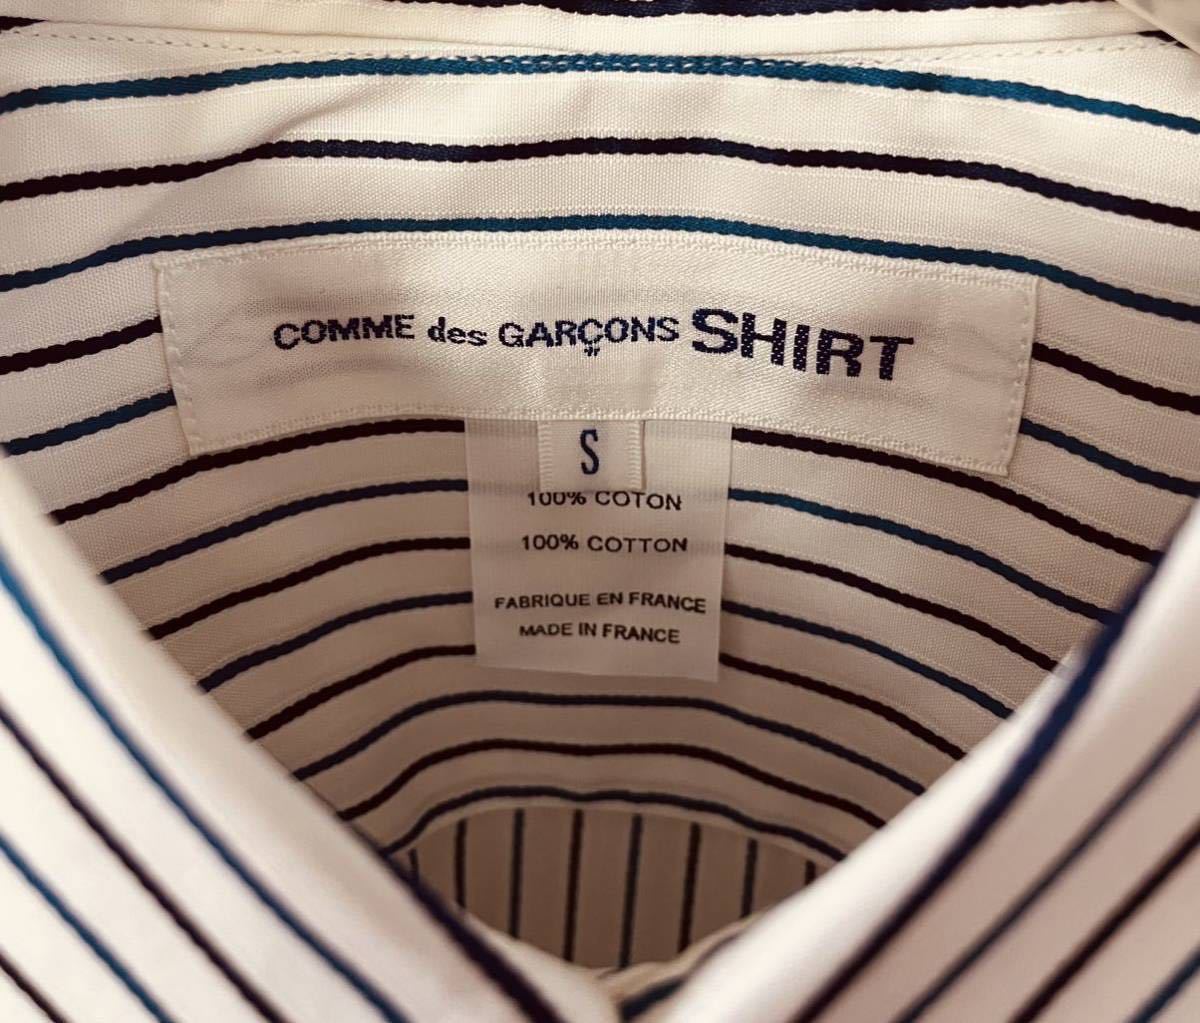 COMME des GARÇONS SHIRT
S
100% COTON
100% COTTON
FABRIQUE EN FRANCE
MADE IN FRANCE